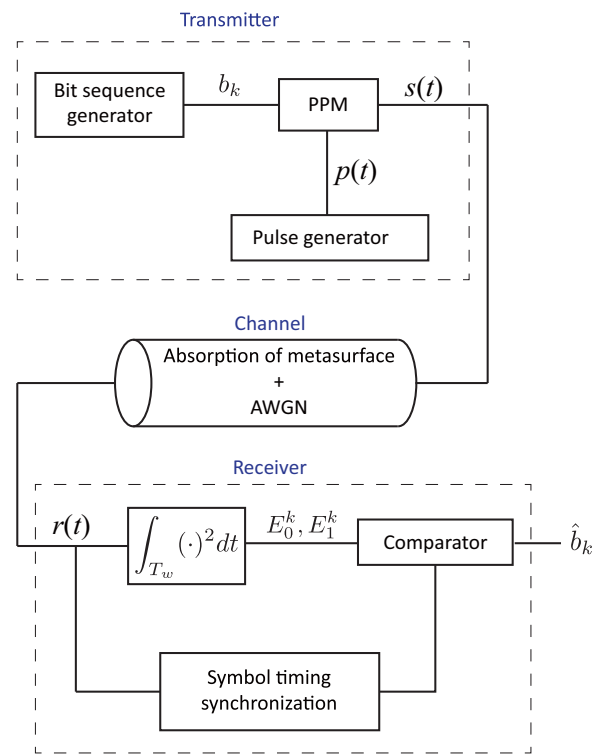 Transmitter
Bit sequence
generator
b_k
PPM
s(t)
p(t)
Pulse generator
Channel
Absorption of metasurface
+
AWGN
Receiver
r(t)
∫_{T_w} (·)² dt
E_0^k, E_1^k
Comparator
b̂_k
Symbol timing
synchronization